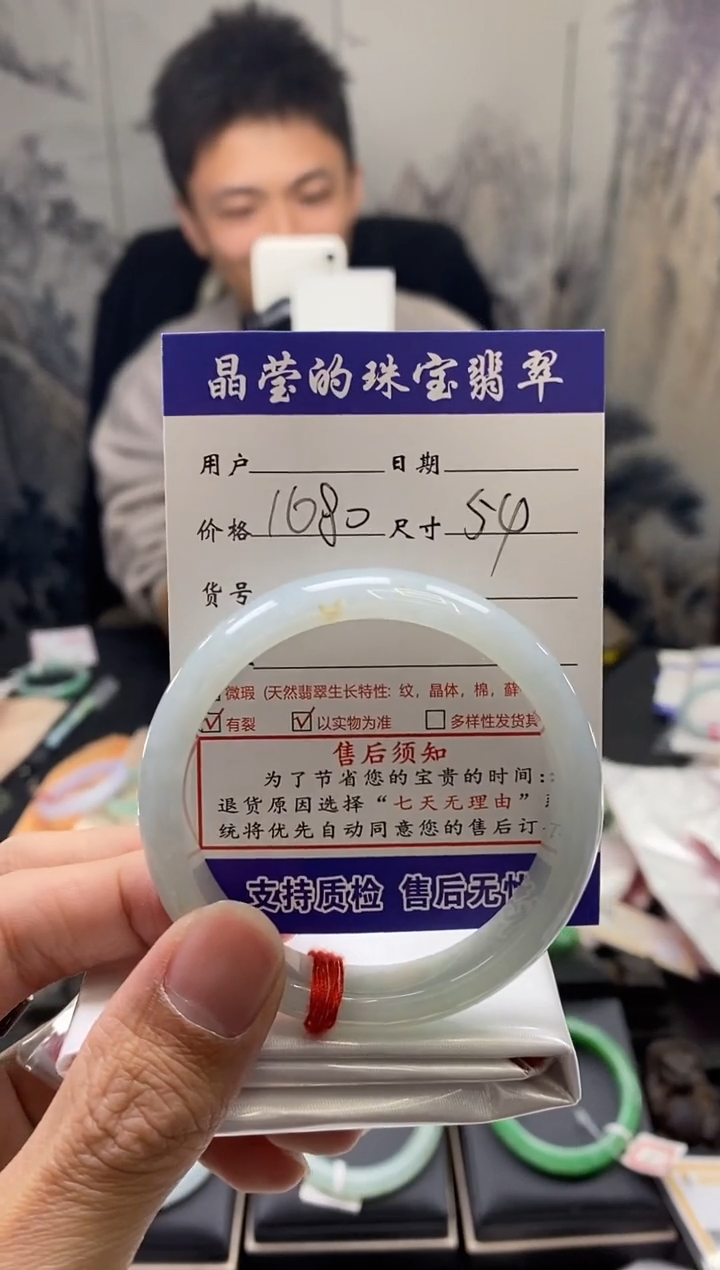 晶莹的珠宝翡翠
用户 日期
价格 1680 尺寸 54
货号
微瑕（天然翡翠生长特性：纹，晶体，棉，藓
有裂 以实物为准 多样性发货其
售后须知
为了节省您的宝贵的时间：
退货原因选择“七天无理由”
统将优先自动同意您的售后订
支持质检 售后无忧